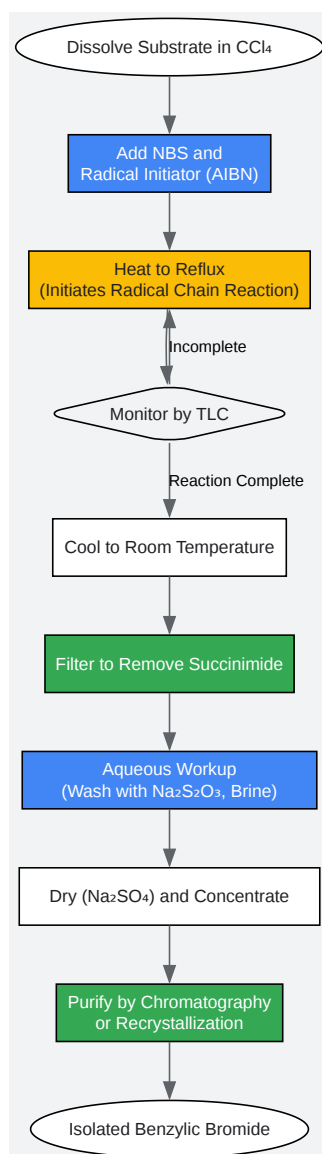 Dissolve Substrate in CCl₄
Add NBS and
Radical Initiator (AIBN)
Heat to Reflux
(Initiates Radical Chain Reaction)
Incomplete
Monitor by TLC
Reaction Complete
Cool to Room Temperature
Filter to Remove Succinimide
Aqueous Workup
(Wash with Na₂S₂O₃, Brine)
Dry (Na₂SO₄) and Concentrate
Purify by Chromatography
or Recrystallization
Isolated Benzylic Bromide